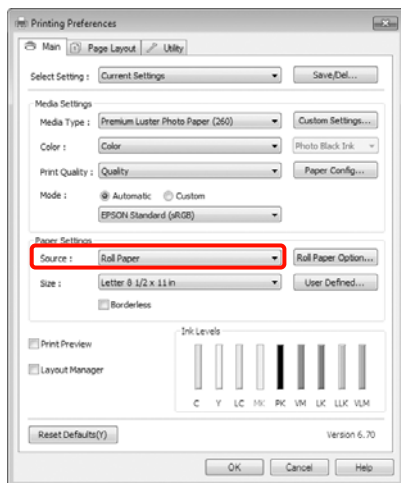 Printing Preferences
Main Page Layout Utility
Select Setting : Current Settings Save/Del...
Media Settings
Media Type : Premium Luster Photo Paper (260) Custom Settings...
Color : Color Photo Black Ink
Print Quality : Quality Paper Config...
Mode : Automatic Custom
EPSON Standard (sRGB)
Paper Settings
Source : Roll Paper Roll Paper Option...
Size : Letter 8 1/2 x 11 in User Defined...
Borderless
Ink Levels
Print Preview
Layout Manager
C Y LC MK PK VM LK LLK VLM
Reset Defaults(Y) Version 6.70
OK Cancel Help